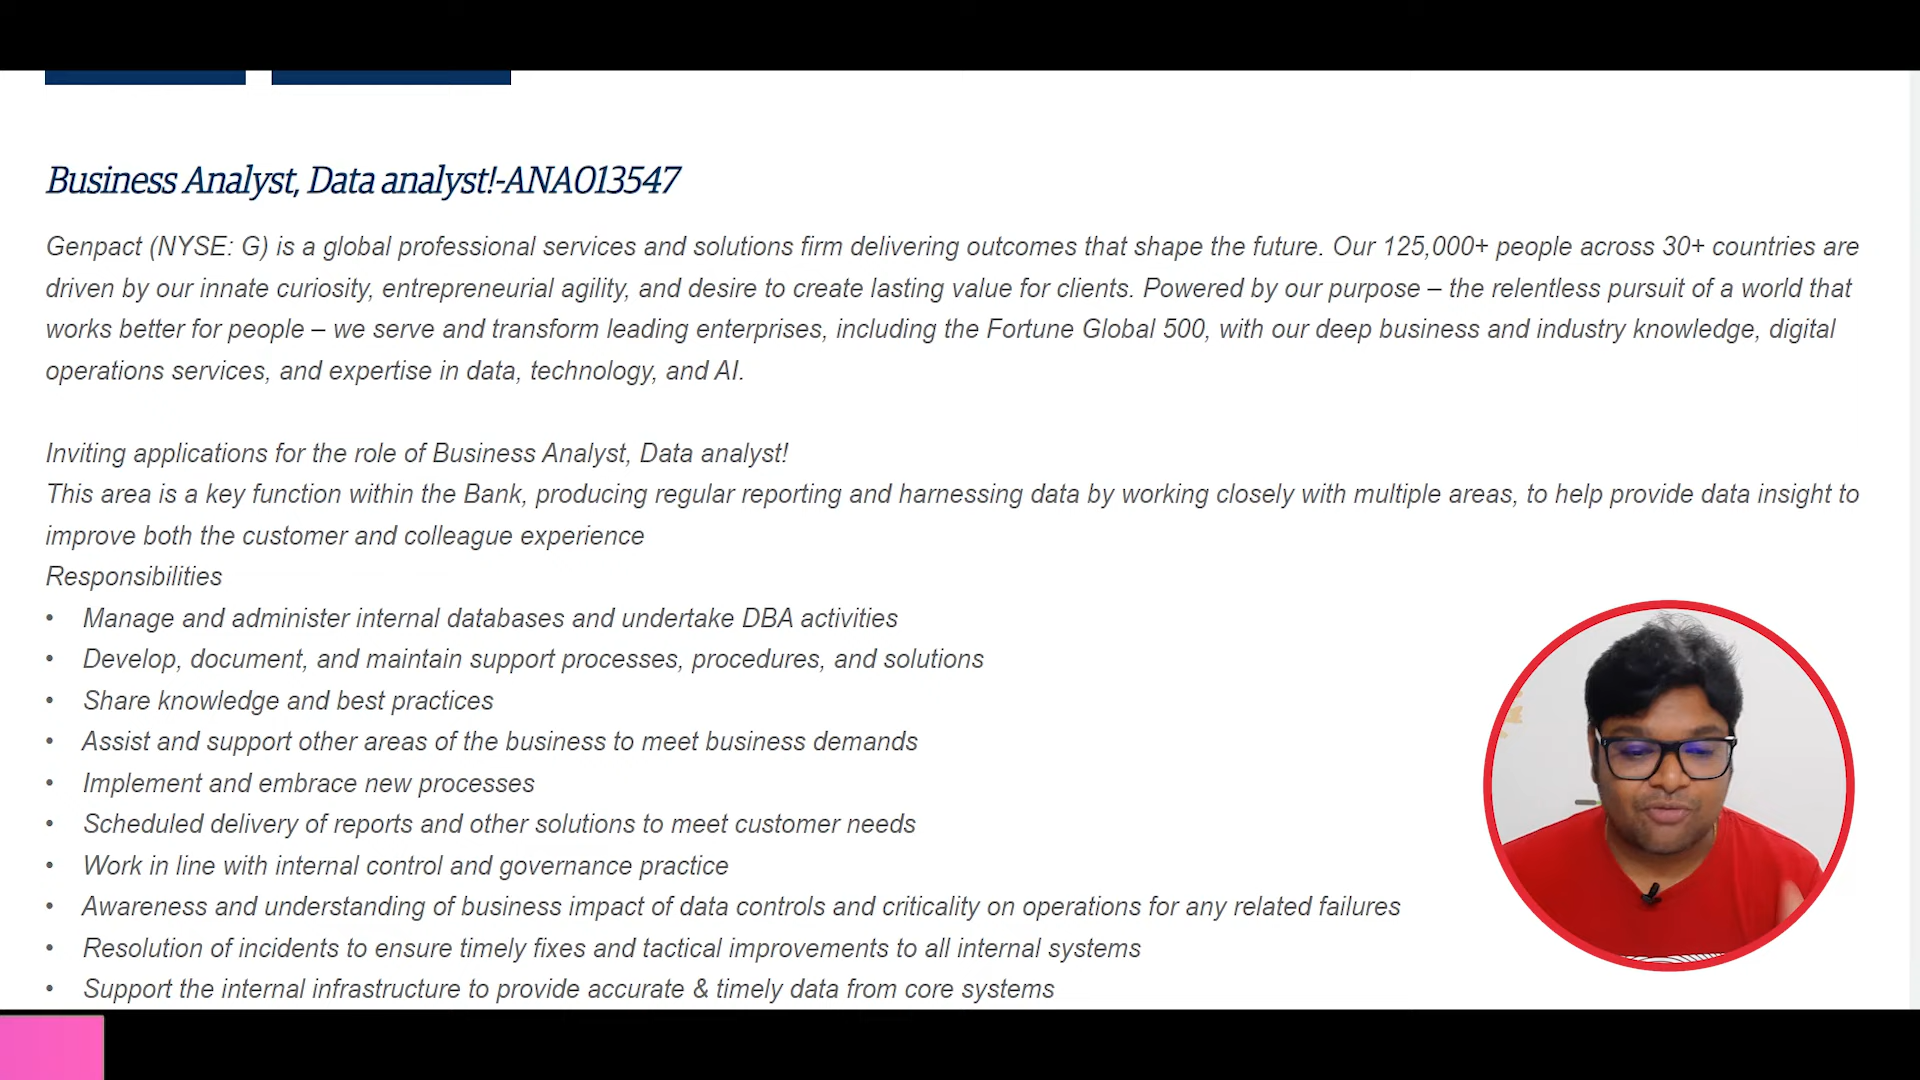 Business Analyst, Data analyst!-ANA013547
Genpact (NYSE: G) is a global professional services and solutions firm delivering outcomes that shape the future. Our 125,000+ people across 30+ countries are
driven by our innate curiosity, entrepreneurial agility, and desire to create lasting value for clients. Powered by our purpose – the relentless pursuit of a world that
works better for people – we serve and transform leading enterprises, including the Fortune Global 500, with our deep business and industry knowledge, digital
operations services, and expertise in data, technology, and AI.
Inviting applications for the role of Business Analyst, Data analyst!
This area is a key function within the Bank, producing regular reporting and harnessing data by working closely with multiple areas, to help provide data insight to
improve both the customer and colleague experience
Responsibilities
• Manage and administer internal databases and undertake DBA activities
• Develop, document, and maintain support processes, procedures, and solutions
• Share knowledge and best practices
• Assist and support other areas of the business to meet business demands
• Implement and embrace new processes
• Scheduled delivery of reports and other solutions to meet customer needs
• Work in line with internal control and governance practice
• Awareness and understanding of business impact of data controls and criticality on operations for any related failures
• Resolution of incidents to ensure timely fixes and tactical improvements to all internal systems
• Support the internal infrastructure to provide accurate & timely data from core systems